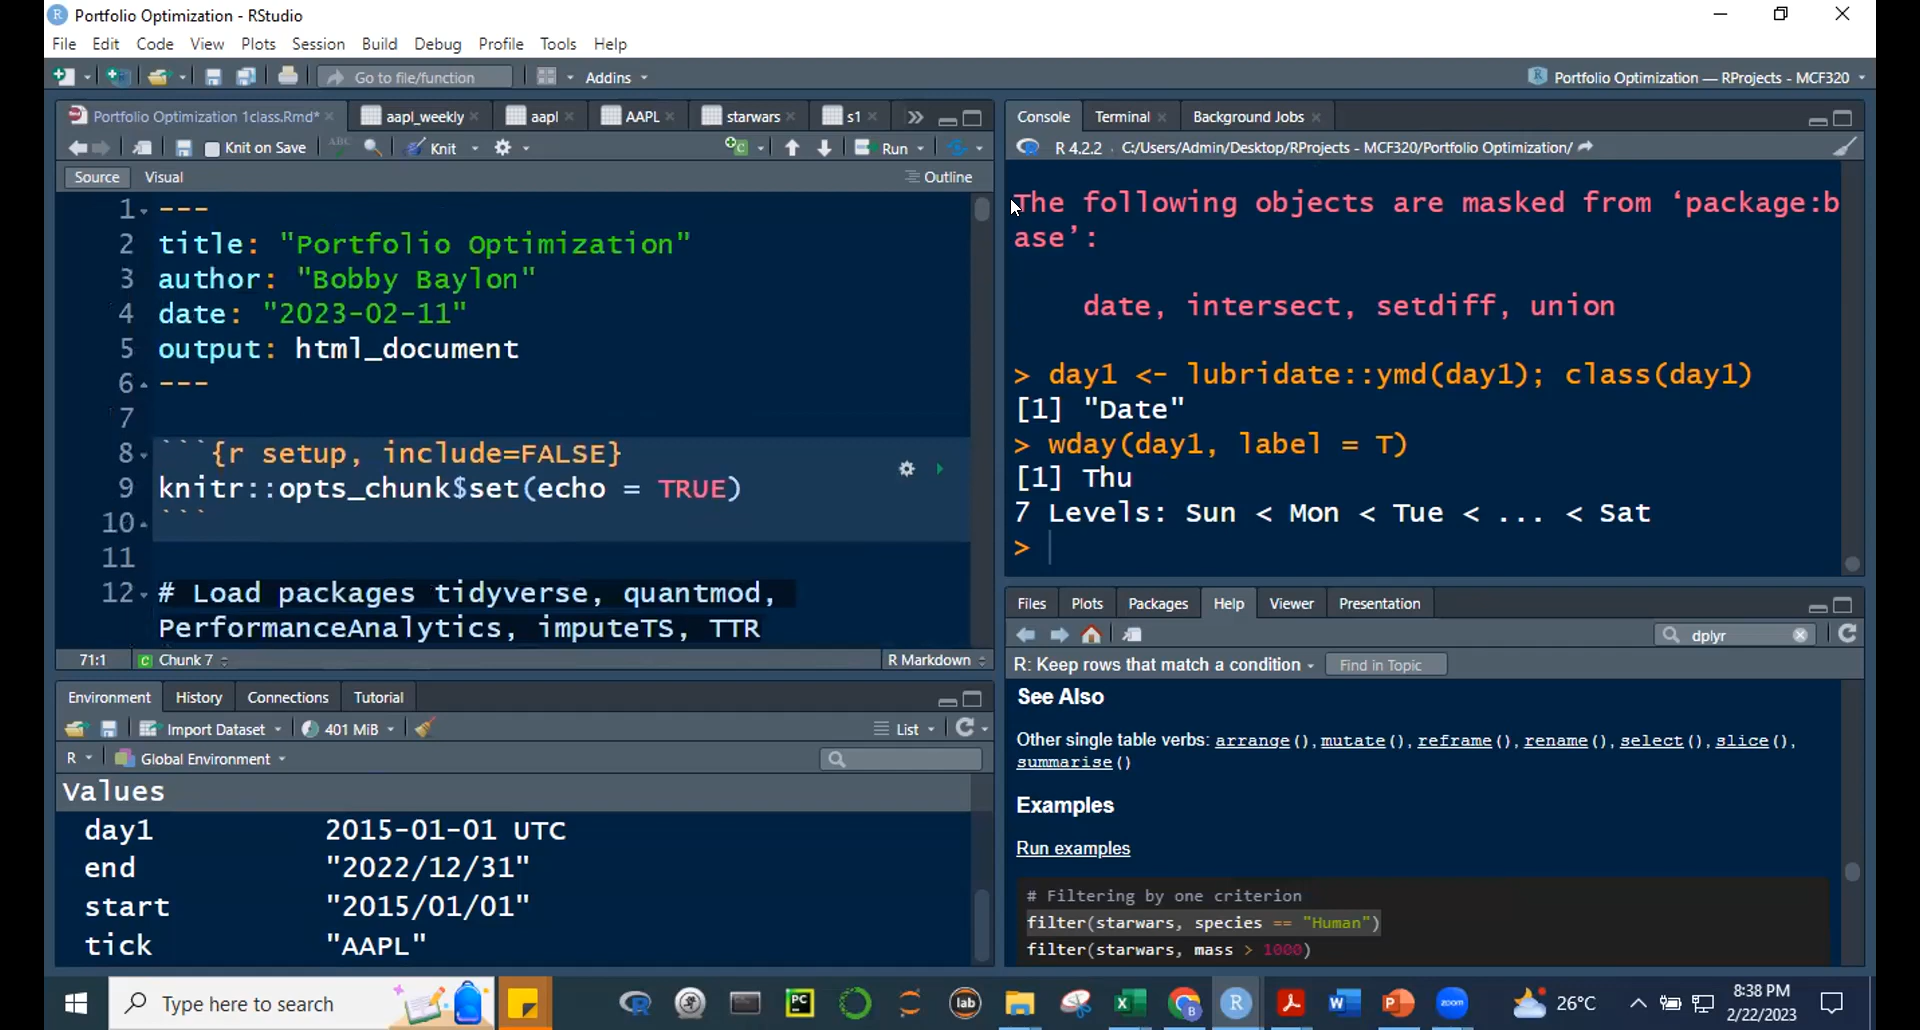 Portfolio Optimization - RStudio
File Edit Code View Plots Session Build Debug Profile Tools Help
Go to file/function Addins Portfolio Optimization — RProjects - MCF320
Portfolio Optimization 1class.Rmd* aapl_weekly aapl AAPL starwars s1
Knit on Save ABC Knit Run
Source Visual Outline
1 ---
2 title: "Portfolio Optimization"
3 author: "Bobby Baylon"
4 date: "2023-02-11"
5 output: html_document
6 ---
7
8 ```{r setup, include=FALSE}
9 knitr::opts_chunk$set(echo = TRUE)
10 ```
11
12 # Load packages tidyverse, quantmod,
PerformanceAnalytics, imputeTS, TTR
71:1 Chunk 7 R Markdown
Console Terminal Background Jobs
R 4.2.2 . C:/Users/Admin/Desktop/RProjects - MCF320/Portfolio Optimization/
The following objects are masked from ‘package:b
ase’:
date, intersect, setdiff, union
> day1 <- lubridate::ymd(day1); class(day1)
[1] "Date"
> wday(day1, label = T)
[1] Thu
7 Levels: Sun < Mon < Tue < ... < Sat
>
Environment History Connections Tutorial
Import Dataset 401 MiB List
R Global Environment
Values
day1 2015-01-01 UTC
end "2022/12/31"
start "2015/01/01"
tick "AAPL"
Files Plots Packages Help Viewer Presentation
dplyr
R: Keep rows that match a condition Find in Topic
See Also
Other single table verbs: arrange(), mutate(), reframe(), rename(), select(), slice(),
summarise()
Examples
Run examples
# Filtering by one criterion
filter(starwars, species == "Human")
filter(starwars, mass > 1000)
Type here to search PC lab zoom 26°C 8:38 PM
2/22/2023